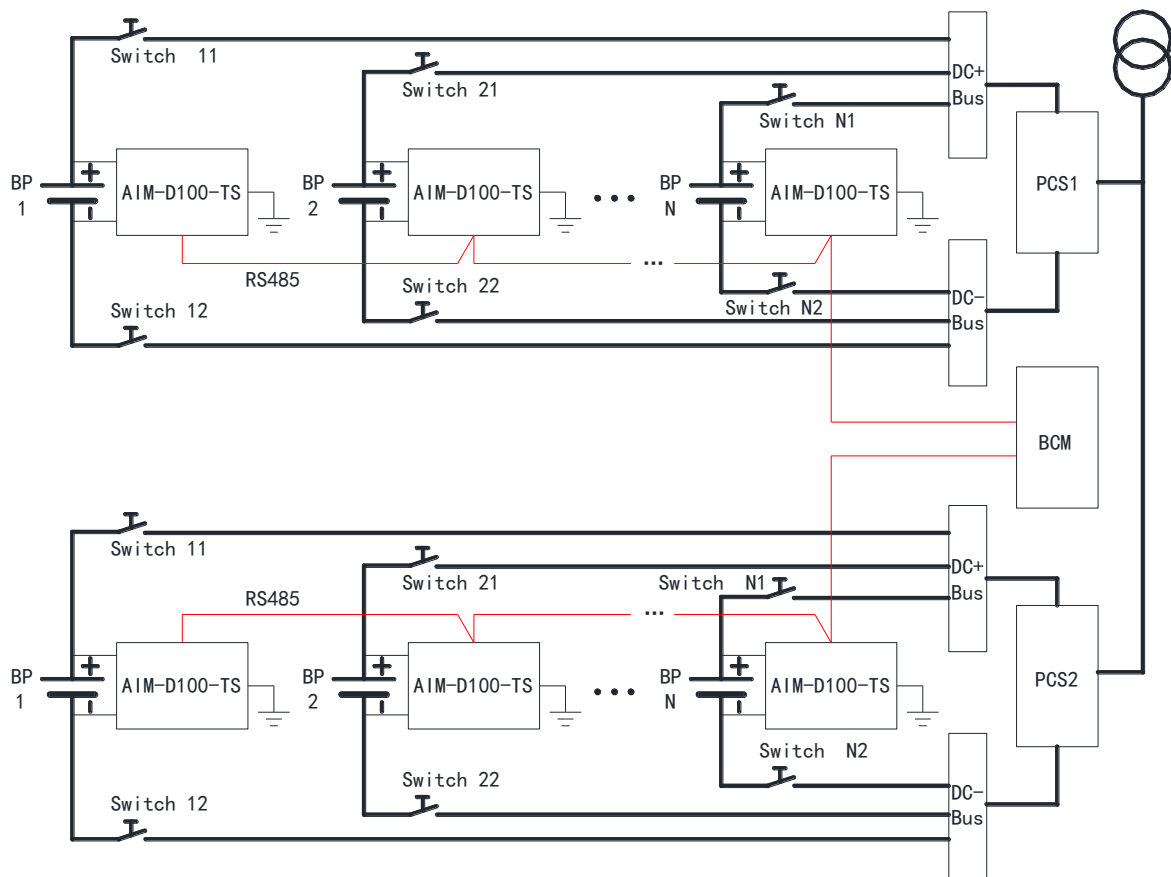 Switch 11
Switch 21
DC+
Bus
Switch N1
BP
1
+
AIM-D100-TS
-
BP
2
+
AIM-D100-TS
-
•••
BP
N
+
AIM-D100-TS
-
PCS1
RS485
...
Switch 22
Switch N2
DC-
Bus
Switch 12
BCM
Switch 11
Switch 21
Switch N1
DC+
Bus
RS485
...
BP
1
+
AIM-D100-TS
-
BP
2
+
AIM-D100-TS
-
•••
BP
N
+
AIM-D100-TS
-
PCS2
Switch N2
Switch 22
Switch 12
DC-
Bus